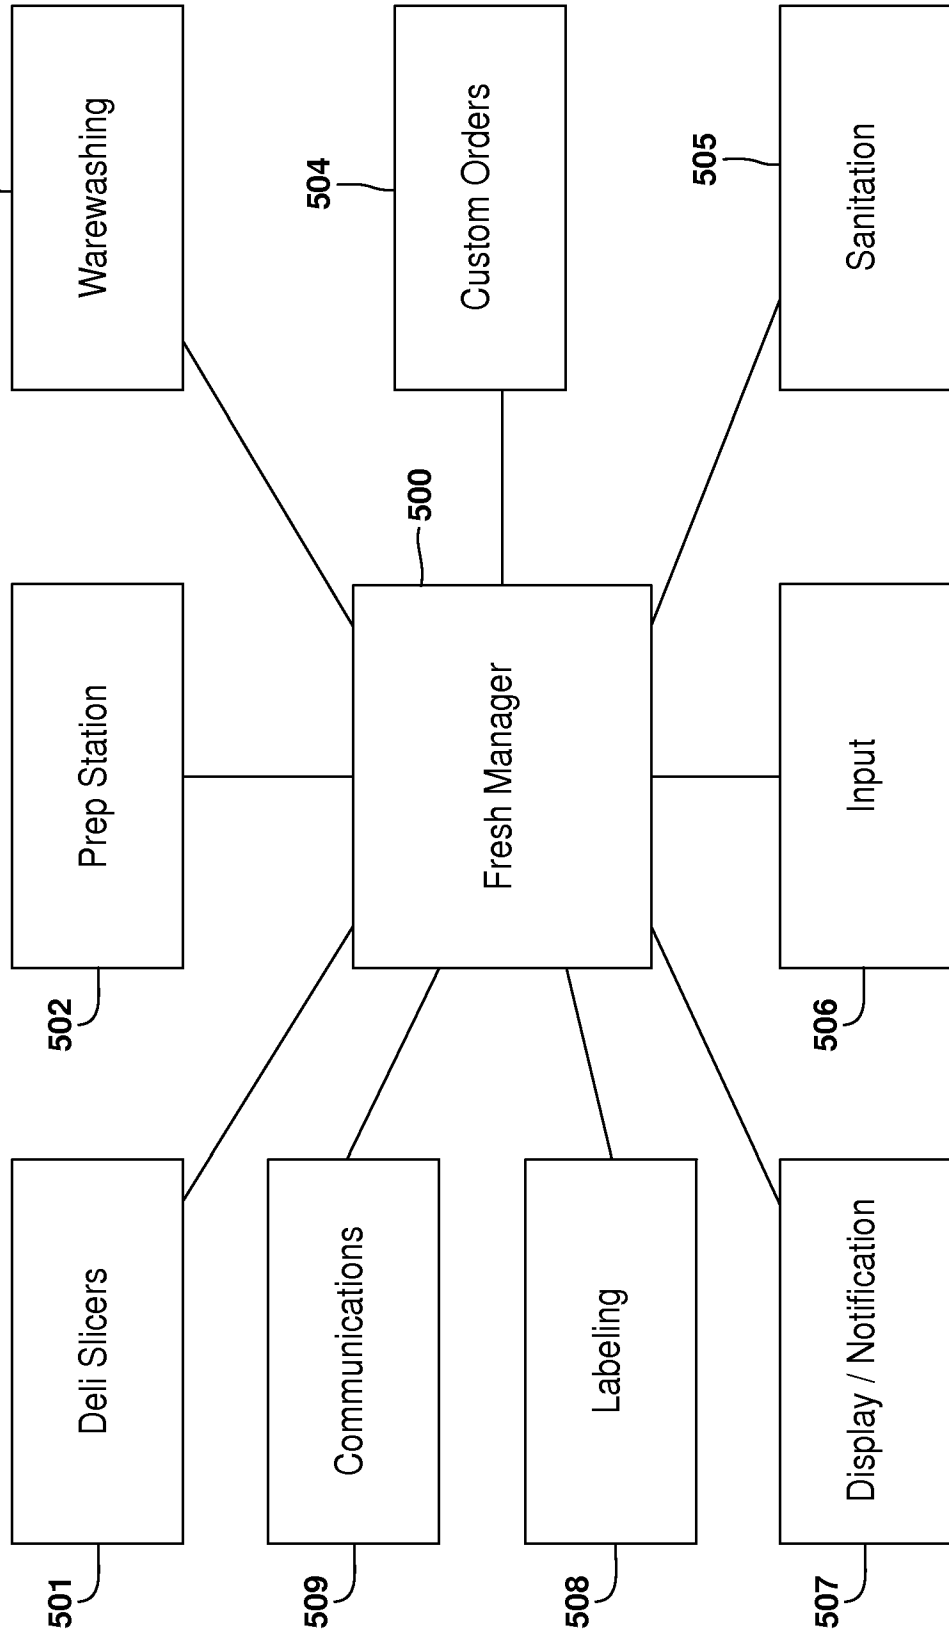 501
Deli Slicers
502
Prep Station
Warewashing
509
Communications
500
Fresh Manager
504
Custom Orders
508
Labeling
507
Display / Notification
506
Input
505
Sanitation